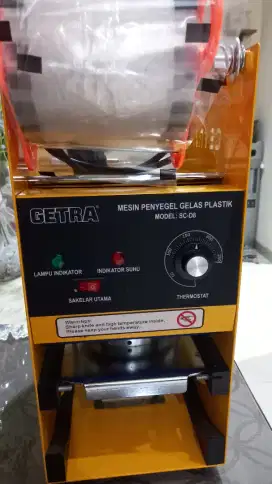 GETRA
MESIN PENYEGEL GELAS PLASTIK
MODEL: SC-D8
LAMPU INDIKATOR
INDIKATOR SUHU
SAKELAR UTAMA
THERMOSTAT
Warning:
Sharp knife and high temperature inside,
Please keep your hands away.